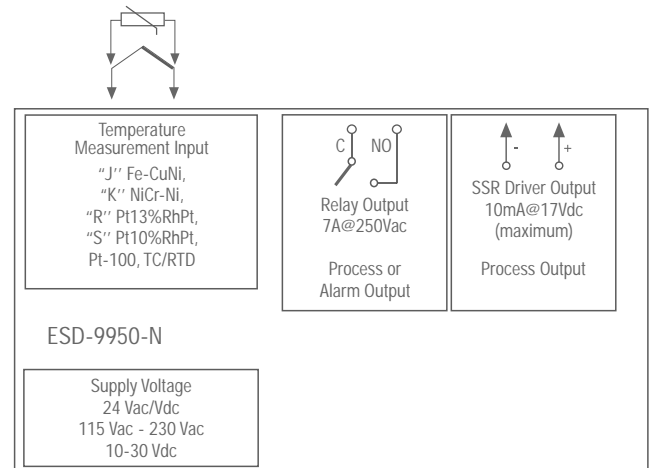 Temperature
Measurement Input
“J’’ Fe-CuNi,
“K’’ NiCr-Ni,
“R’’ Pt13%RhPt,
“S’’ Pt10%RhPt,
Pt-100, TC/RTD
C NO
Relay Output
7A@250Vac
Process or
Alarm Output
- +
SSR Driver Output
10mA@17Vdc
(maximum)
Process Output
ESD-9950-N
Supply Voltage
24 Vac/Vdc
115 Vac - 230 Vac
10-30 Vdc